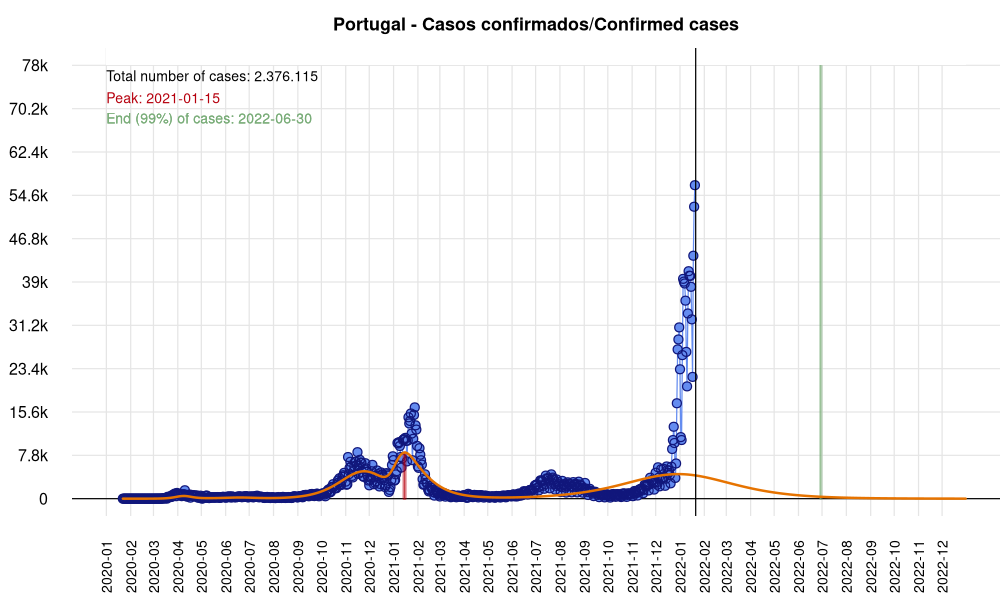 Portugal - Casos confirmados/Confirmed cases
78k
Total number of cases: 2.376.115
Peak: 2021-01-15
70.2k
End (99%) of cases: 2022-06-30
62.4k
54.6k
46.8k
39k
31.2k
23.4k
15.6k
7.8k
0
2020-01
2020-02
2020-03
2020-04
2020-05
2020-06
2020-07
2020-08
2020-09
2020-10
2020-11
2020-12
2021-01
2021-02
2021-03
2021-04
2021-05
2021-06
2021-07
2021-08
2021-09
2021-10
2021-11
2021-12
2022-01
2022-02
2022-03
2022-04
2022-05
2022-06
2022-07
2022-08
2022-09
2022-10
2022-11
2022-12